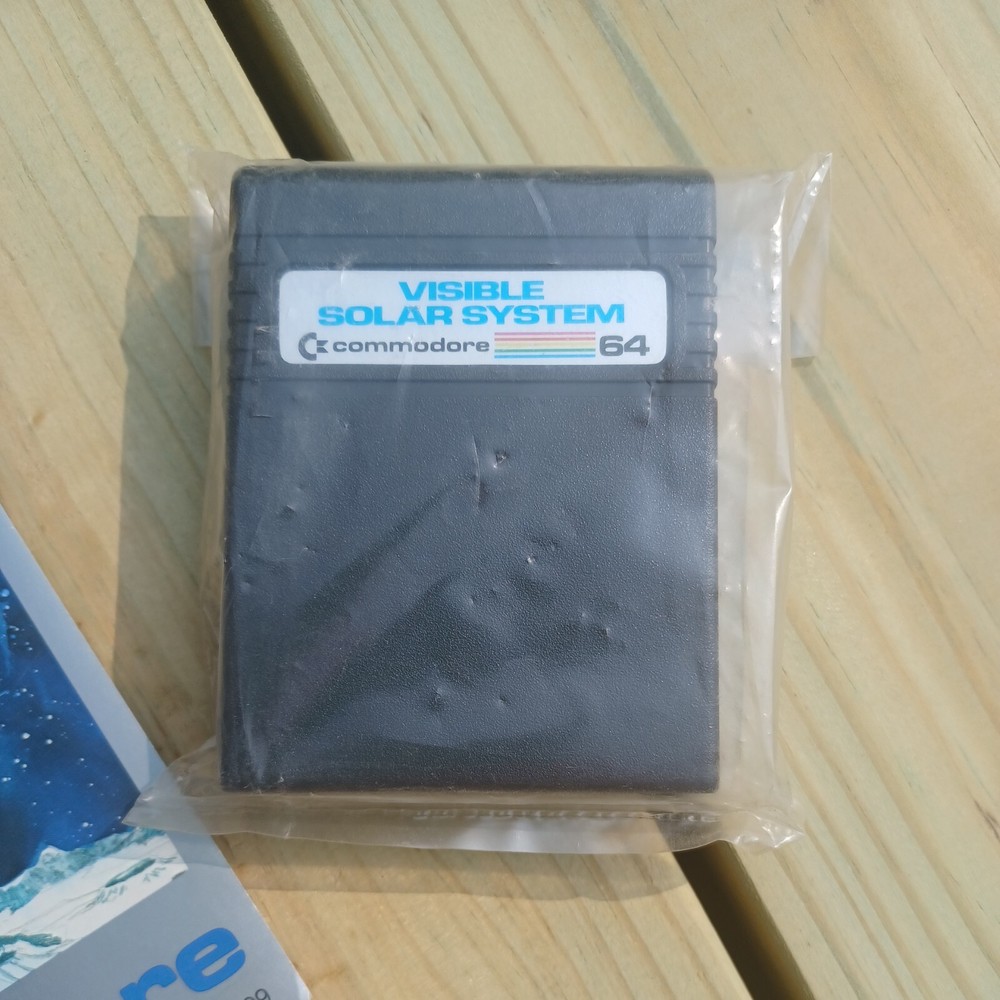 VISIBLE
SOLAR SYSTEM
commodore 64
re